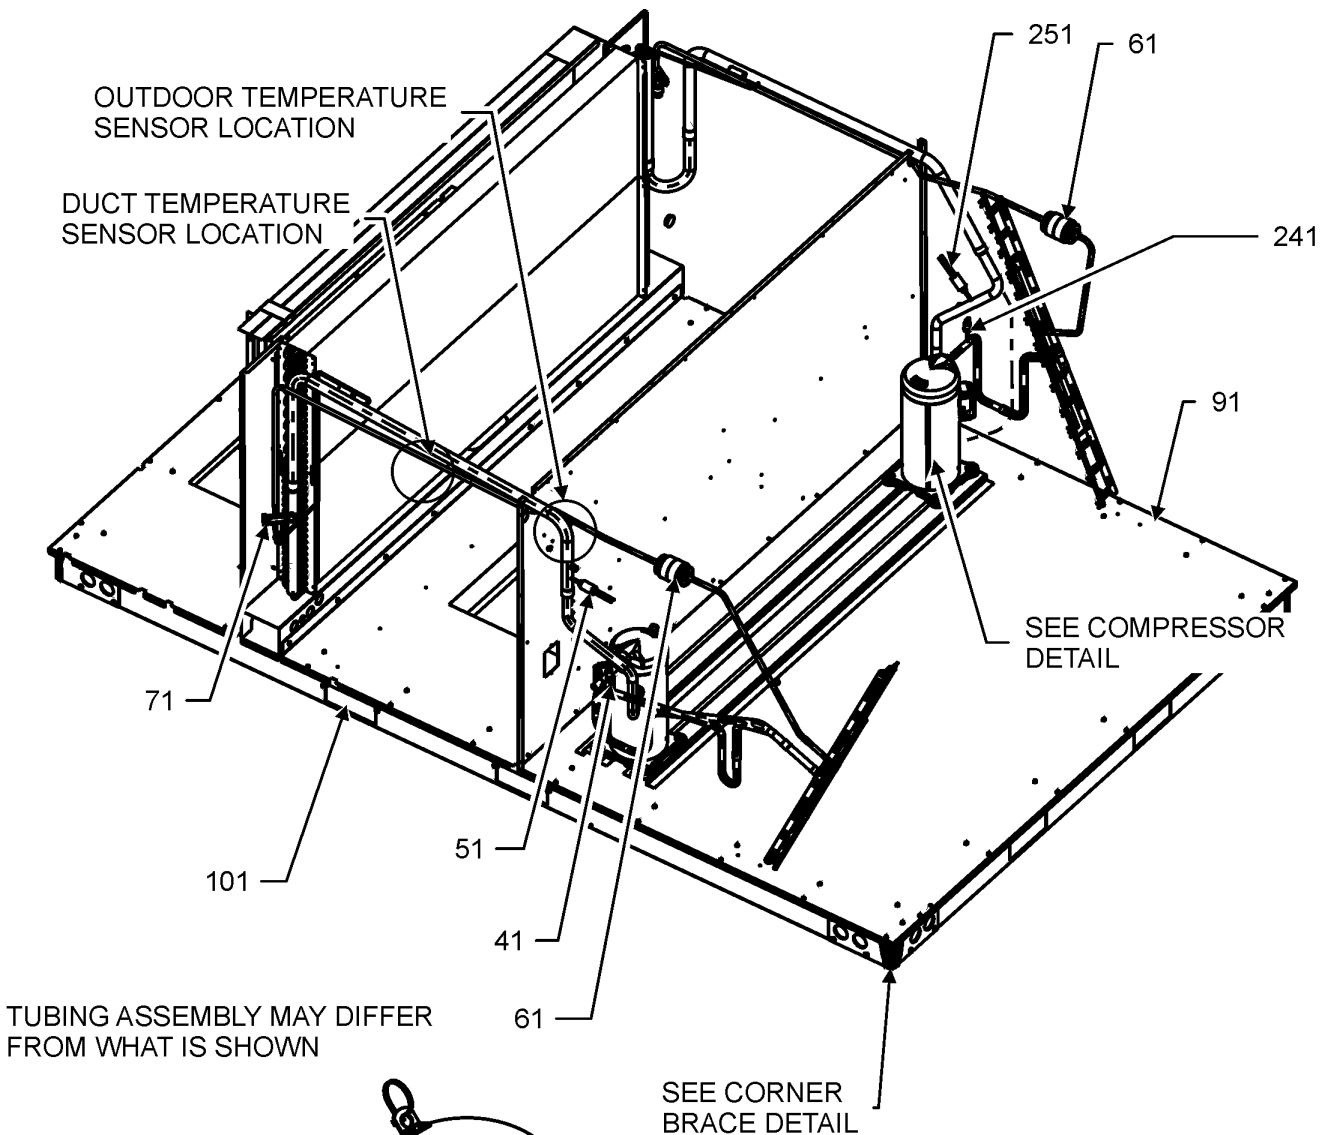 251
61
OUTDOOR TEMPERATURE
SENSOR LOCATION
DUCT TEMPERATURE
SENSOR LOCATION
241
91
SEE COMPRESSOR
DETAIL
71
51
101
41
61
TUBING ASSEMBLY MAY DIFFER
FROM WHAT IS SHOWN
SEE CORNER
BRACE DETAIL